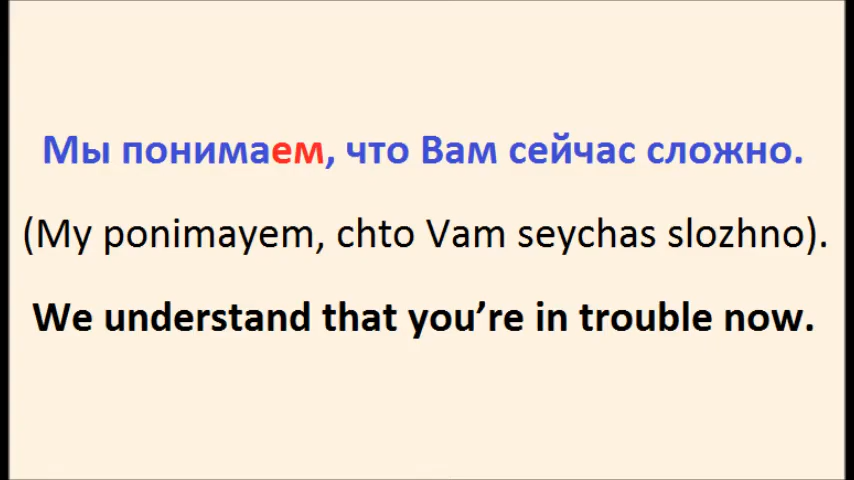 Мы понимаем, что Вам сейчас сложно.
(My ponimayem, chto Vam seychas slozhno).
We understand that you’re in trouble now.